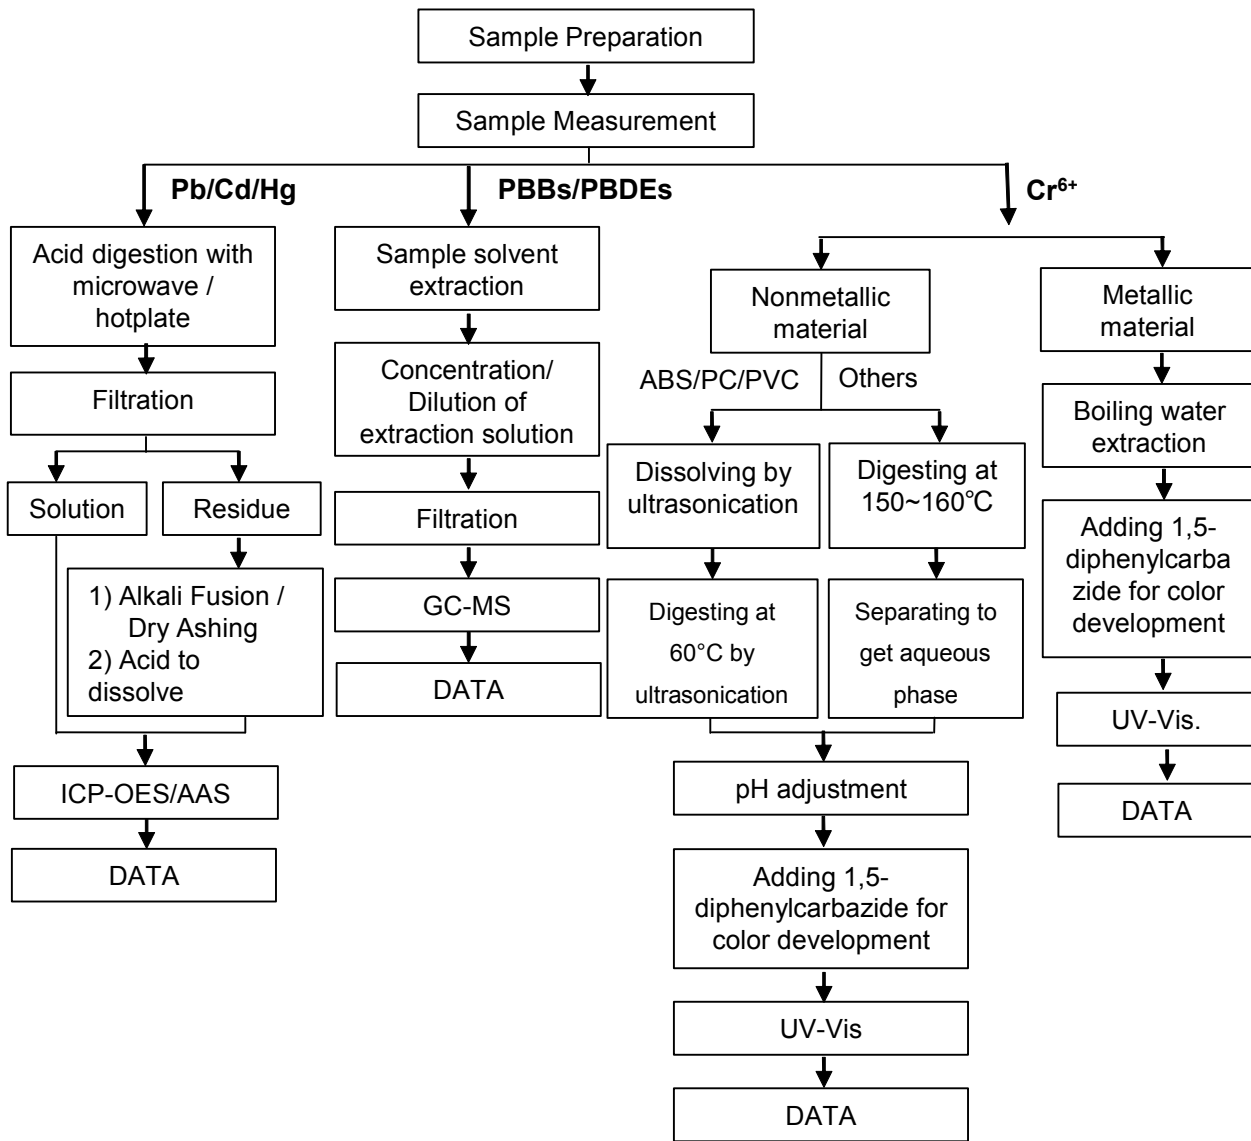 Sample Preparation
Sample Measurement
Pb/Cd/Hg
PBBs/PBDEs
Cr⁶⁺
Acid digestion with
microwave /
hotplate
Filtration
Solution
Residue
1) Alkali Fusion /
Dry Ashing
2) Acid to
dissolve
ICP-OES/AAS
DATA
Sample solvent
extraction
Concentration/
Dilution of
extraction solution
Filtration
GC-MS
DATA
Nonmetallic
material
ABS/PC/PVC
Others
Dissolving by
ultrasonication
Digesting at
60°C by
ultrasonication
Digesting at
150~160℃
Separating to
get aqueous
phase
pH adjustment
Adding 1,5-
diphenylcarbazide for
color development
UV-Vis
DATA
Metallic
material
Boiling water
extraction
Adding 1,5-
diphenylcarba
zide for color
development
UV-Vis.
DATA